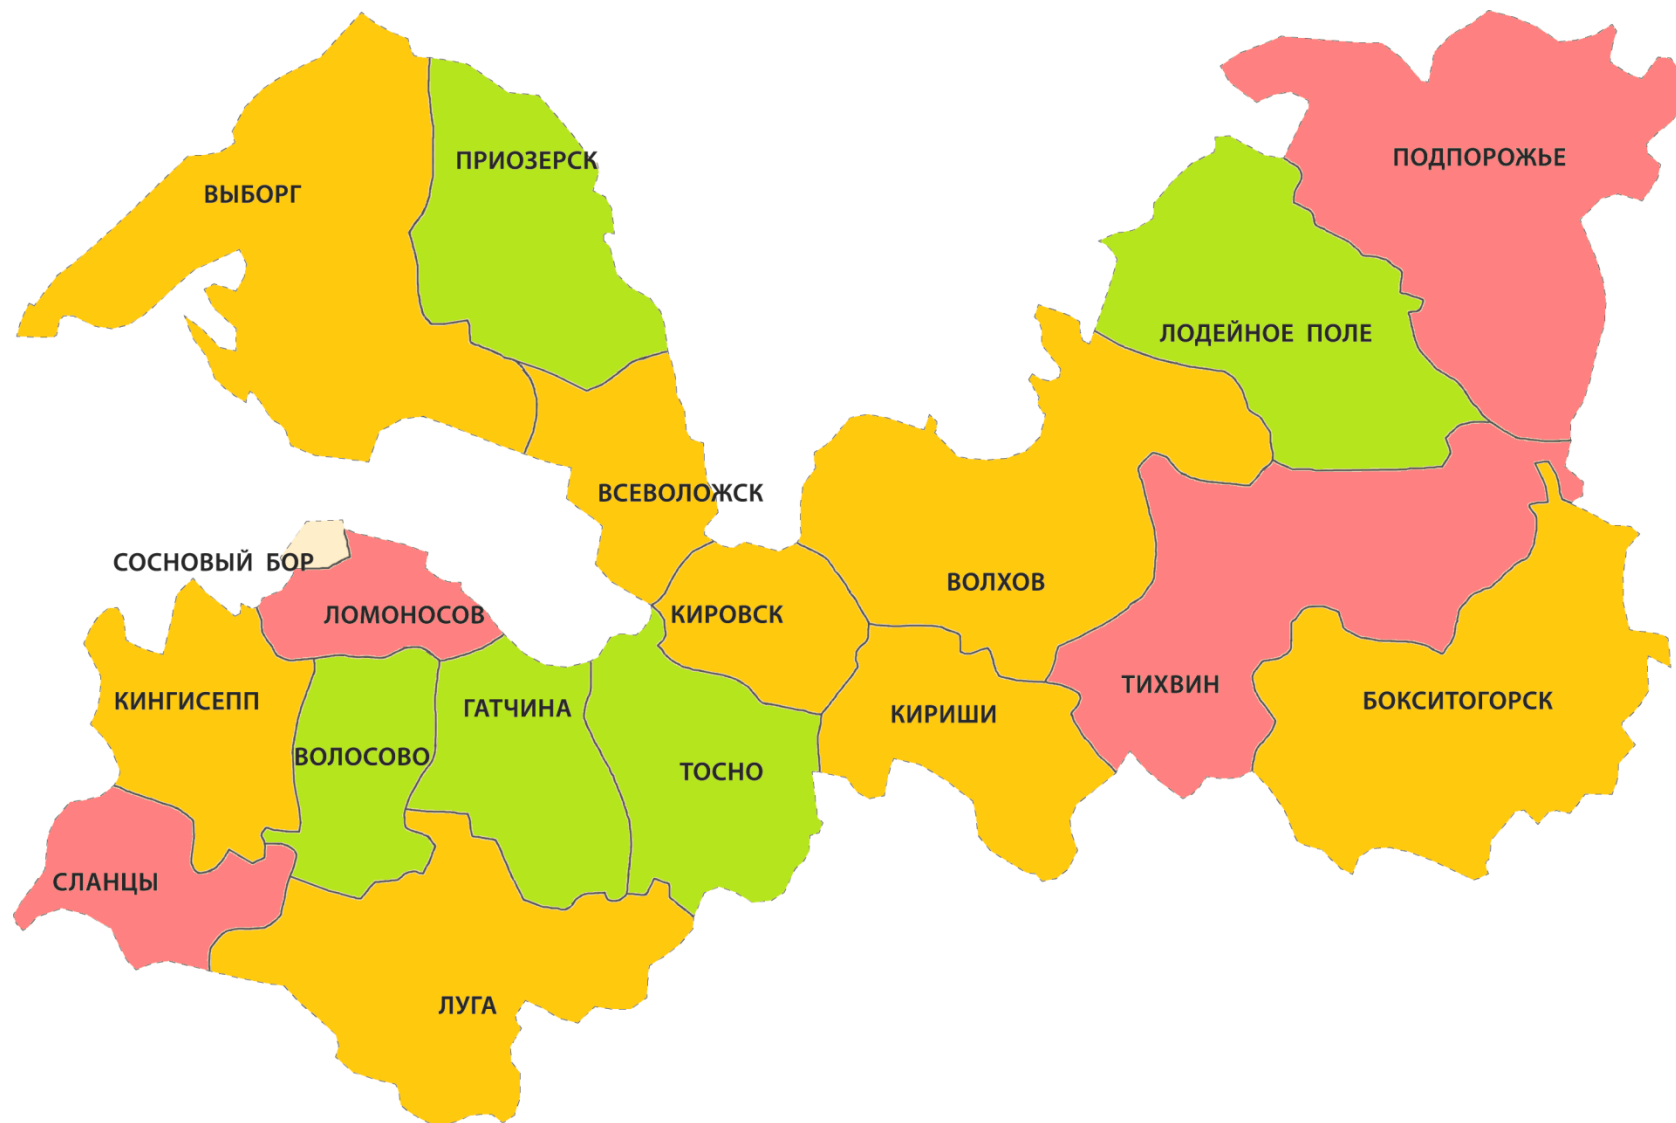 ПРИОЗЕРСК
ПОДПОРОЖЬЕ
ВЫБОРГ
ЛОДЕЙНОЕ ПОЛЕ
ВСЕВОЛОЖСК
СОСНОВЫЙ БОР
ВОЛХОВ
ЛОМОНОСОВ
КИРОВСК
ТИХВИН
КИНГИСЕПП
БОКСИТОГОРСК
ГАТЧИНА
КИРИШИ
ВОЛОСОВО
ТОСНО
СЛАНЦЫ
ЛУГА